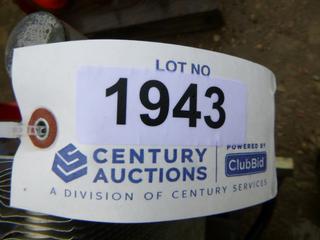 LOT NO
1943
CENTURY AUCTIONS
POWERED BY
ClubBid
A DIVISION OF CENTURY SERVICES